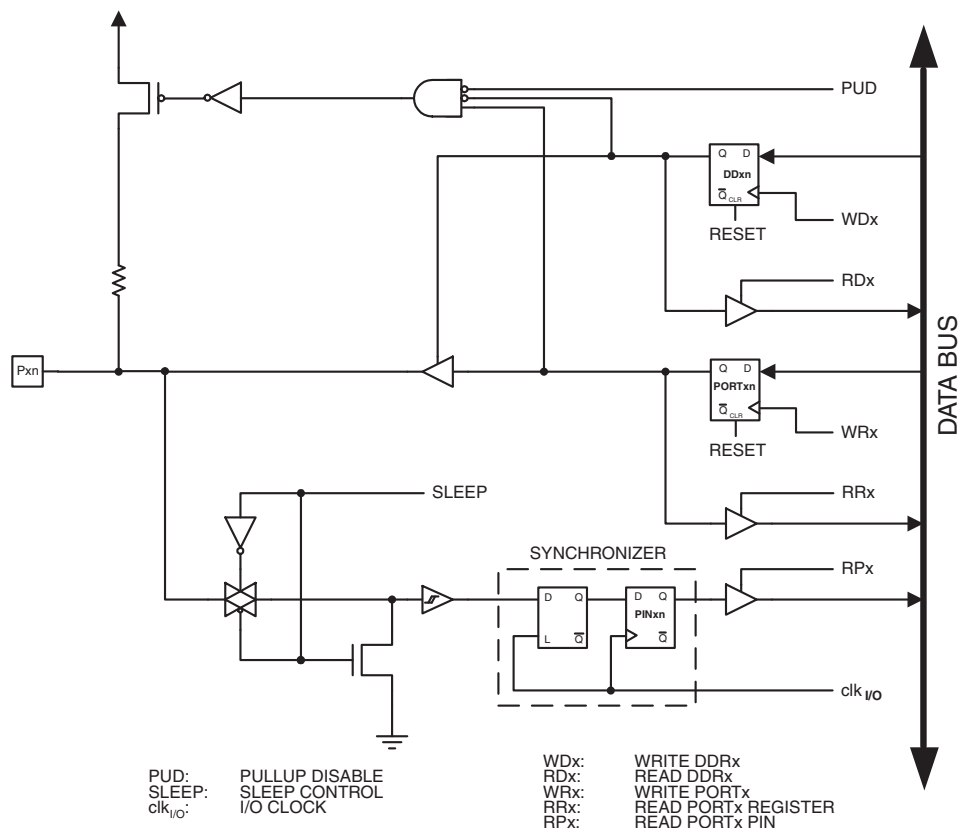 PUD
Q D
DDxn
Q CLR
WDx
RESET
RDx
Pxn
Q D
PORTxn
Q CLR
WRx
RESET
DATA BUS
SLEEP
RRx
SYNCHRONIZER
RPx
D Q
L Q
D Q
PINxn
Q
clk I/O
PUD: PULLUP DISABLE
SLEEP: SLEEP CONTROL
clkI/O: I/O CLOCK
WDx: WRITE DDRx
RDx: READ DDRx
WRx: WRITE PORTx
RRx: READ PORTx REGISTER
RPx: READ PORTx PIN